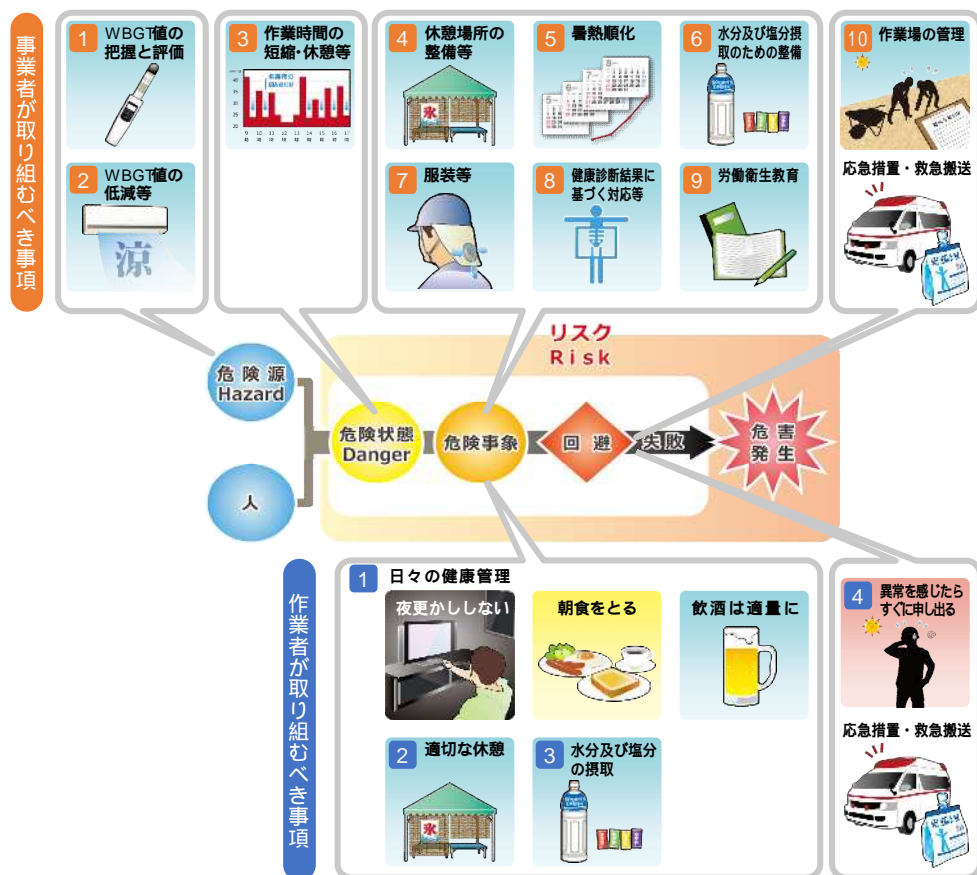 事業者が取り組むべき事項
1 WBGT値の
把握と評価
2 WBGT値の
低減等
涼
3 作業時間の
短縮・休憩等
4 休憩場所の
整備等
氷
5 暑熱順化
6 水分及び塩分摂
取のための整備
7 服装等
8 健康診断結果に
基づく対応等
9 労働衛生教育
10 作業場の管理
応急措置・救急搬送
リスク
Risk
危険源
Hazard
人
危険状態
Danger
危険事象
回避
失敗
危害
発生
作業者が取り組むべき事項
1 日々の健康管理
夜更かししない
朝食をとる
飲酒は適量に
2 適切な休憩
氷
3 水分及び塩分
の摂取
4 異常を感じたら
すぐに申し出る
応急措置・救急搬送